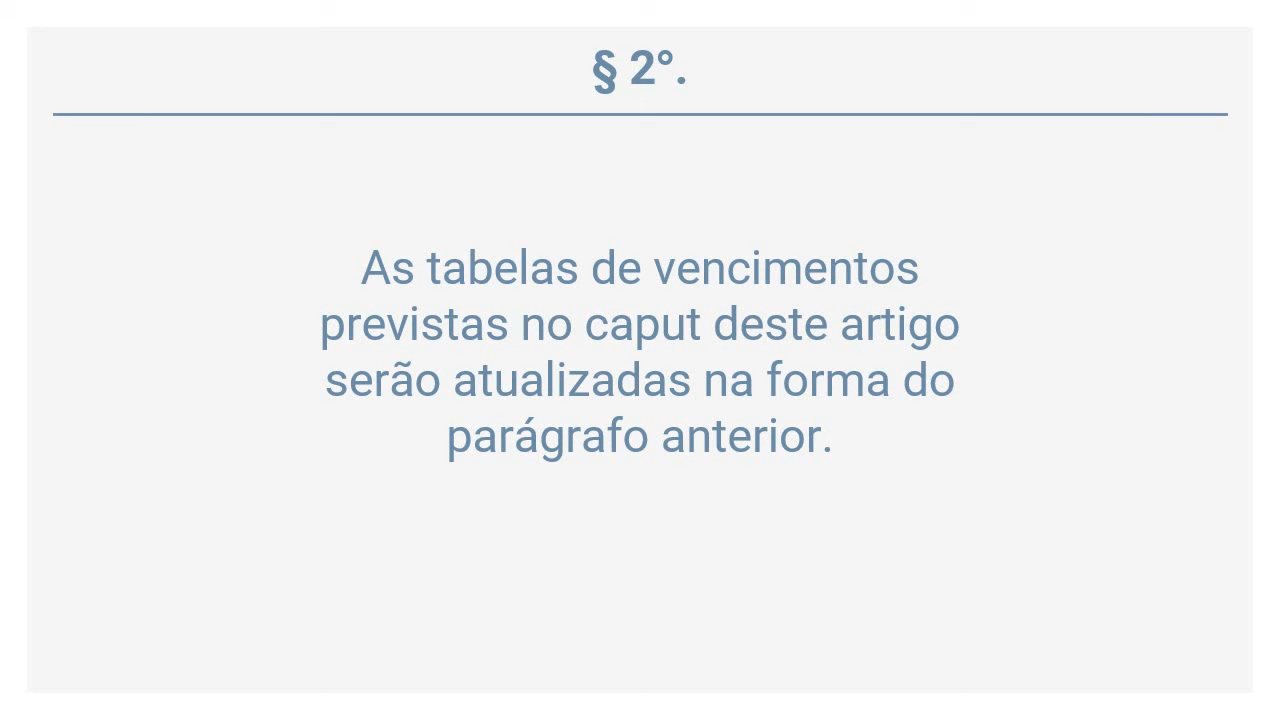 § 2°.
As tabelas de vencimentos
previstas no caput deste artigo
serão atualizadas na forma do
parágrafo anterior.